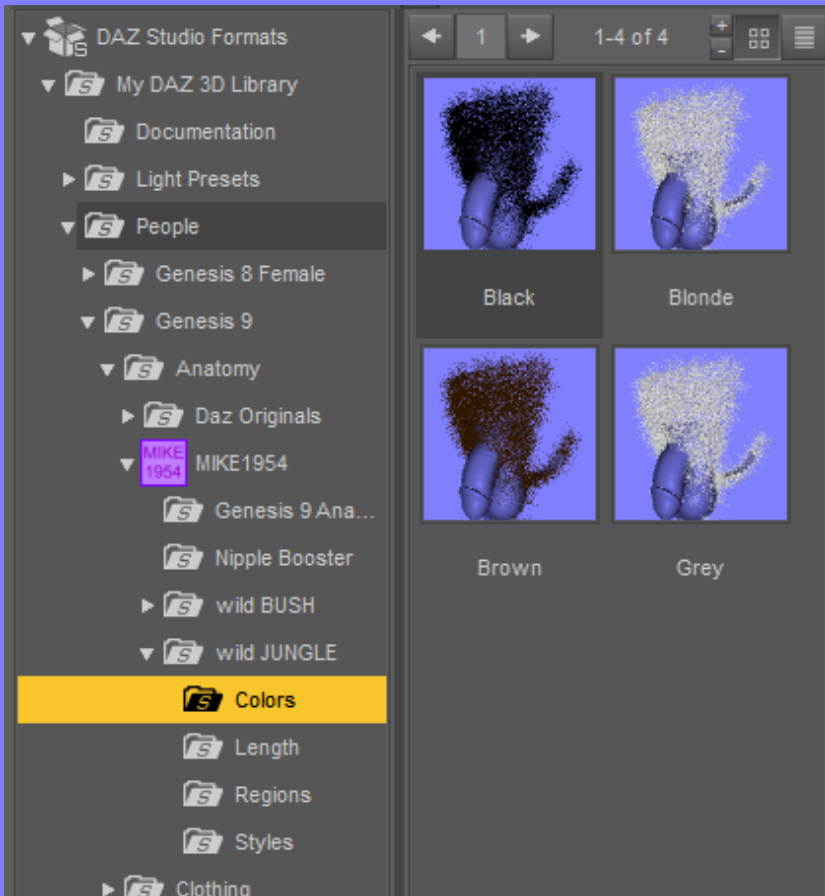 DAZ Studio Formats
My DAZ 3D Library
Documentation
Light Presets
People
Genesis 8 Female
Genesis 9
Anatomy
Daz Originals
MIKE
1954
MIKE1954
Genesis 9 Ana...
Nipple Booster
wild BUSH
wild JUNGLE
Colors
Length
Regions
Styles
Clothing
1
1-4 of 4
Black
Blonde
Brown
Grey